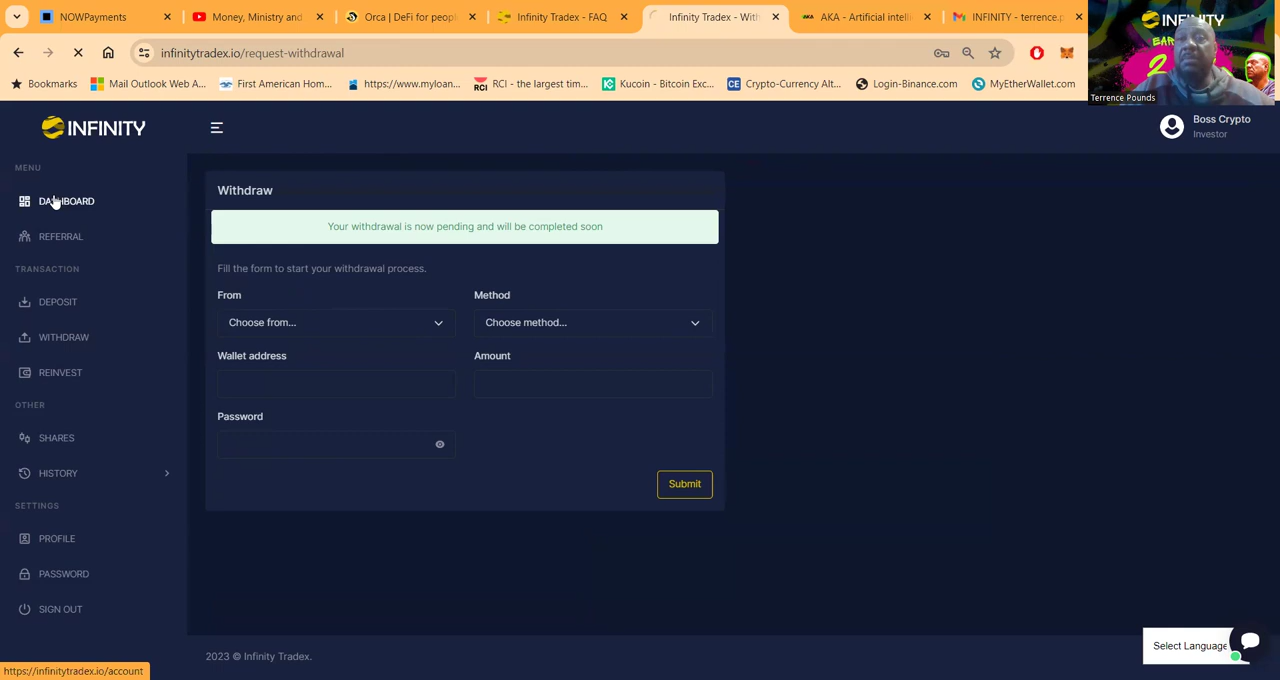 NOWPayments
Money, Ministry and
Orca | DeFi for peopl
Infinity Tradex - FAQ
Infinity Tradex - With
AKA - Artificial intelli
INFINITY - terrence.p
infinitytradex.io/request-withdrawal
Bookmarks
Mail Outlook Web A...
First American Hom...
https://www.myloan...
RCI
RCI - the largest tim...
Kucoin - Bitcoin Exc...
CE
Crypto-Currency Alt...
Login-Binance.com
MyEtherWallet.com
INFINITY
2
Terrence Pounds
INFINITY
Boss Crypto
Investor
MENU
DASHBOARD
REFERRAL
TRANSACTION
DEPOSIT
WITHDRAW
REINVEST
OTHER
SHARES
HISTORY
SETTINGS
PROFILE
PASSWORD
SIGN OUT
Withdraw
Your withdrawal is now pending and will be completed soon
Fill the form to start your withdrawal process.
From
Method
Choose from...
Choose method...
Wallet address
Amount
Password
Submit
2023 © Infinity Tradex.
Select Language
https://infinitytradex.io/account